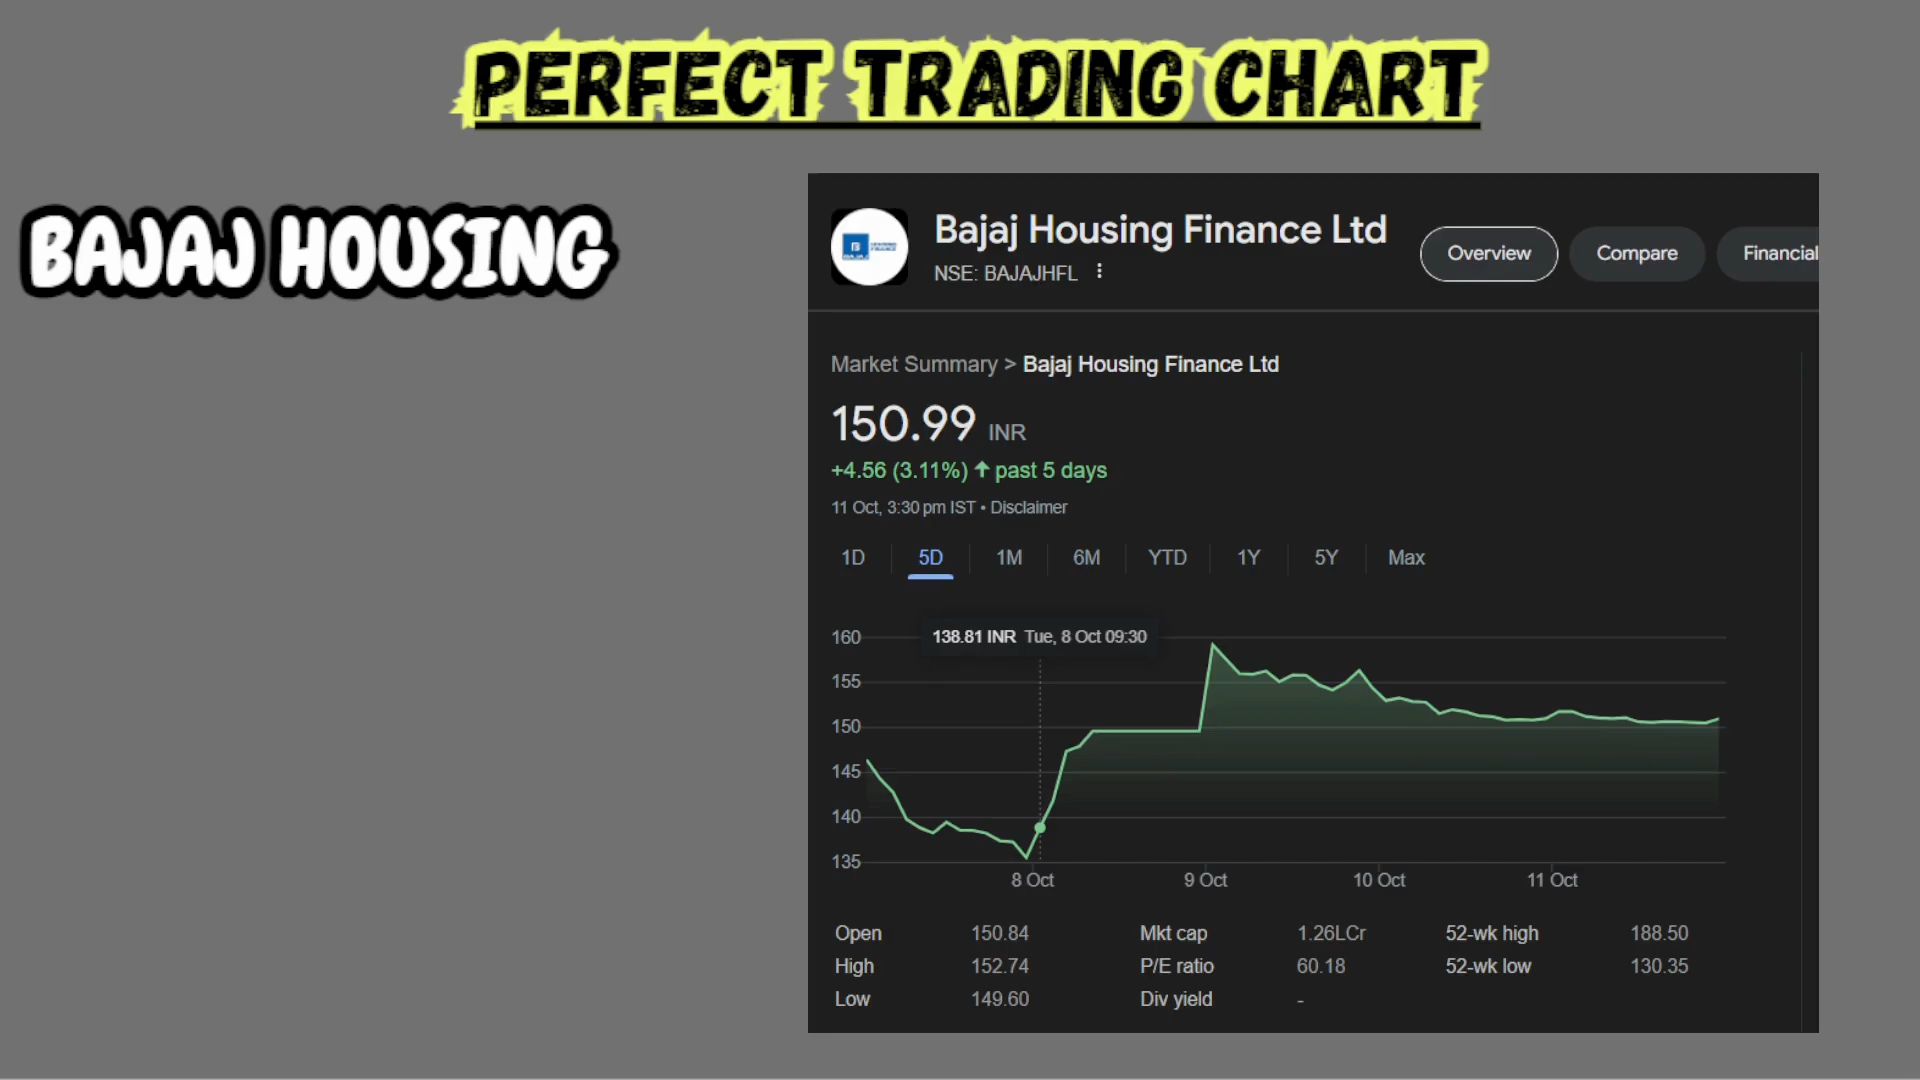 PERFECT TRADING CHART
BAJAJ HOUSING
Bajaj Housing Finance Ltd
NSE: BAJAJHFL
Overview Compare Financial
Market Summary > Bajaj Housing Finance Ltd
150.99 INR
+4.56 (3.11%) ↑ past 5 days
11 Oct, 3:30 pm IST • Disclaimer
1D 5D 1M 6M YTD 1Y 5Y Max
138.81 INR Tue, 8 Oct 09:30
160
155
150
145
140
135
8 Oct 9 Oct 10 Oct 11 Oct
Open 150.84 Mkt cap 1.26LCr 52-wk high 188.50
High 152.74 P/E ratio 60.18 52-wk low 130.35
Low 149.60 Div yield -